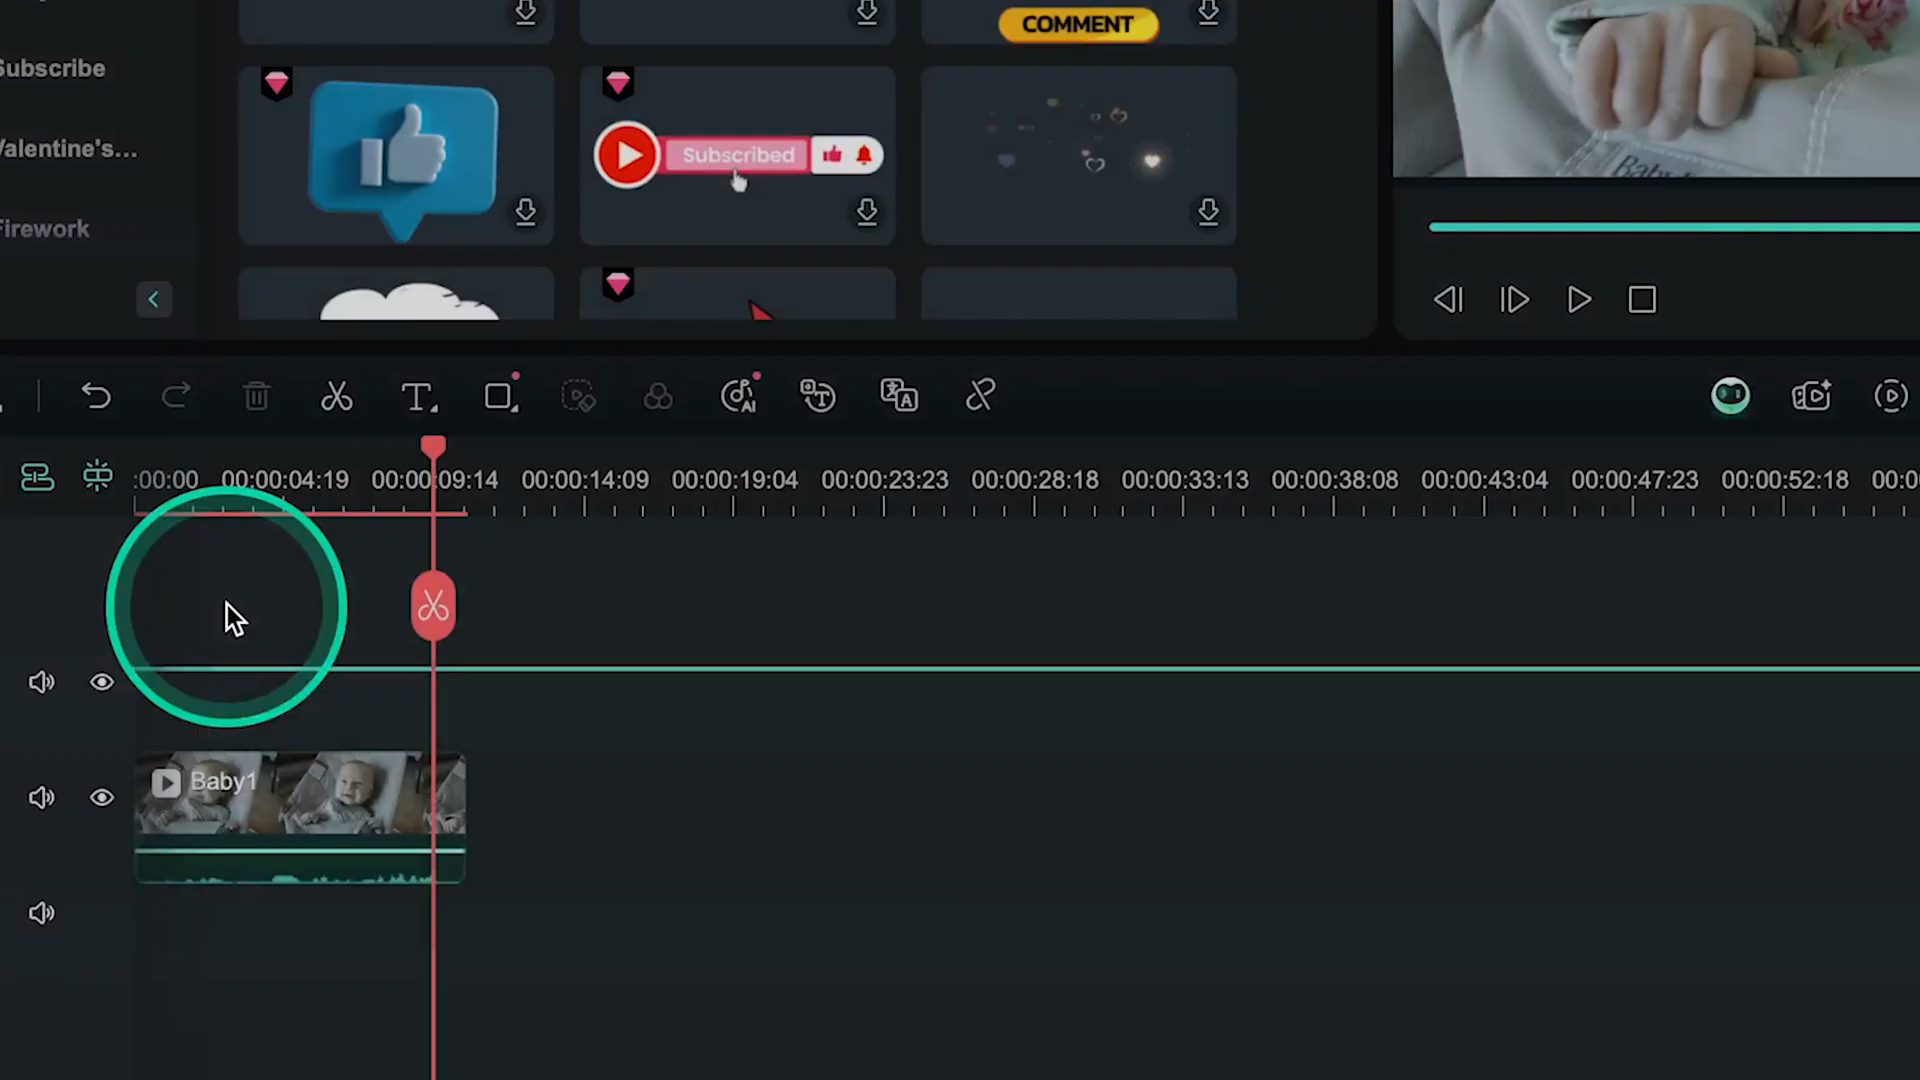 COMMENT
Subscribe
Valentine's...
Subscribed
Firework
Baby
T
AI
T
A
:00:00
00:00:04:19
00:00:09:14
00:00:14:09
00:00:19:04
00:00:23:23
00:00:28:18
00:00:33:13
00:00:38:08
00:00:43:04
00:00:47:23
00:00:52:18
00:0
Baby1